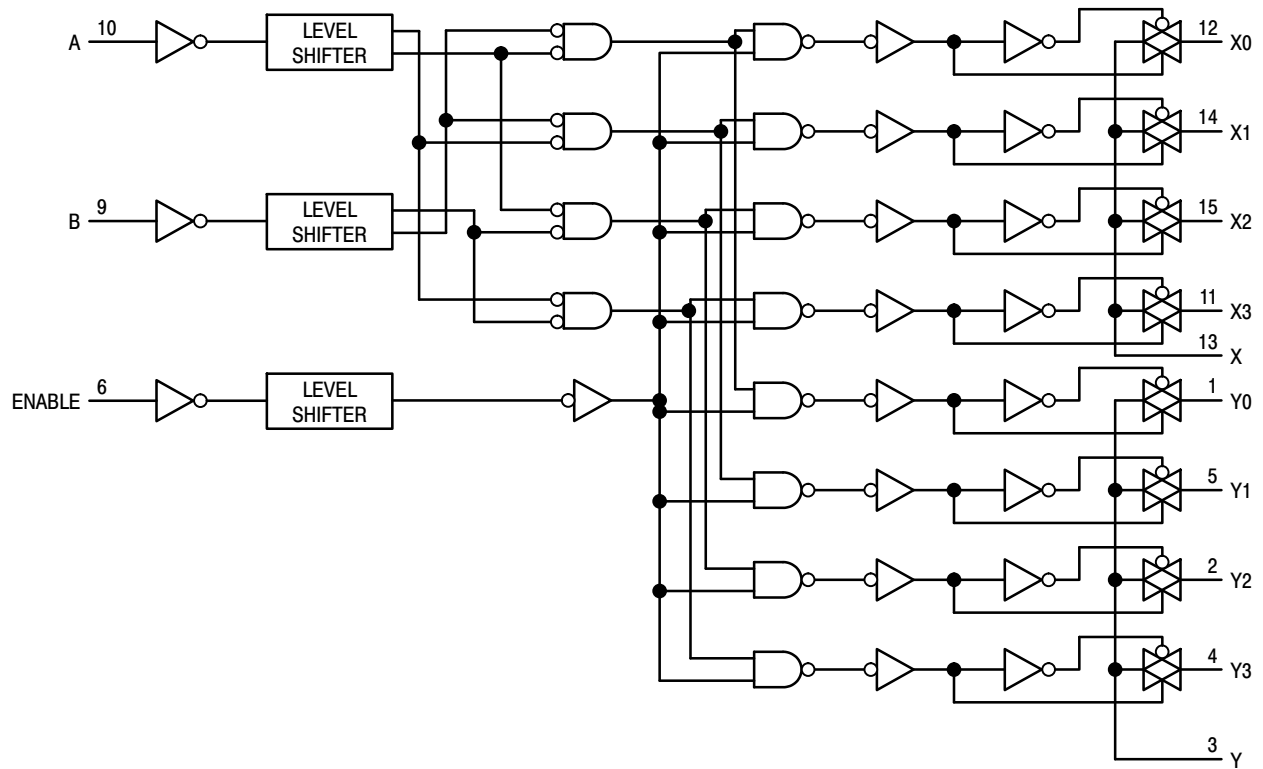 A 10
LEVEL
SHIFTER
12 X0
14 X1
B 9
LEVEL
SHIFTER
15 X2
11 X3
13 X
ENABLE 6
LEVEL
SHIFTER
1 Y0
5 Y1
2 Y2
4 Y3
3 Y